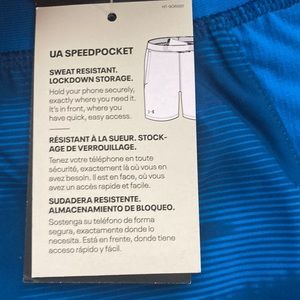 UA SPEEDPOCKET
SWEAT RESISTANT.
LOCKDOWN STORAGE.
Hold your phone securely,
exactly where you need it.
It's in front, where you
have quick, easy access.
RÉSISTANT À LA SUEUR. STOCK-
AGE DE VERROUILLAGE.
Tenez votre téléphone en toute
sécurité, exactement là où vous en
avez besoin. Il est en face, où vous
avez un accès rapide et facile.
SUDADERA RESISTENTE.
ALMACENAMIENTO DE BLOQUEO.
Sostenga su teléfono de forma
segura, exactamente donde lo
necesita. Está en frente, donde tiene
acceso rápido y fácil.